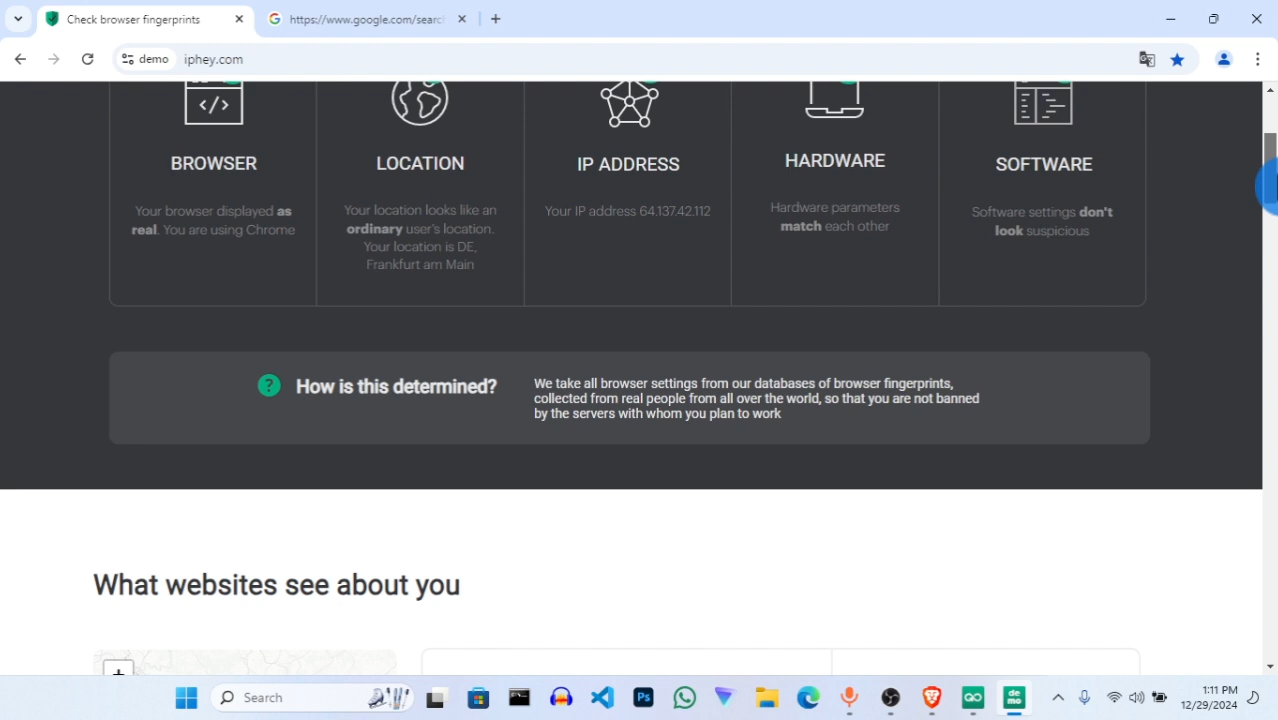 Check browser fingerprints
https://www.google.com/searc
demo
iphey.com
</>
BROWSER
LOCATION
IP ADDRESS
HARDWARE
SOFTWARE
Your browser displayed as
real. You are using Chrome
Your location looks like an
ordinary user's location.
Your location is DE,
Frankfurt am Main
Your IP address 64.137.42.112
Hardware parameters
match each other
Software settings don't
look suspicious
? How is this determined?
We take all browser settings from our databases of browser fingerprints,
collected from real people from all over the world, so that you are not banned
by the servers with whom you plan to work
What websites see about you
+
Search
Ps
de
mo
1:11 PM
12/29/2024